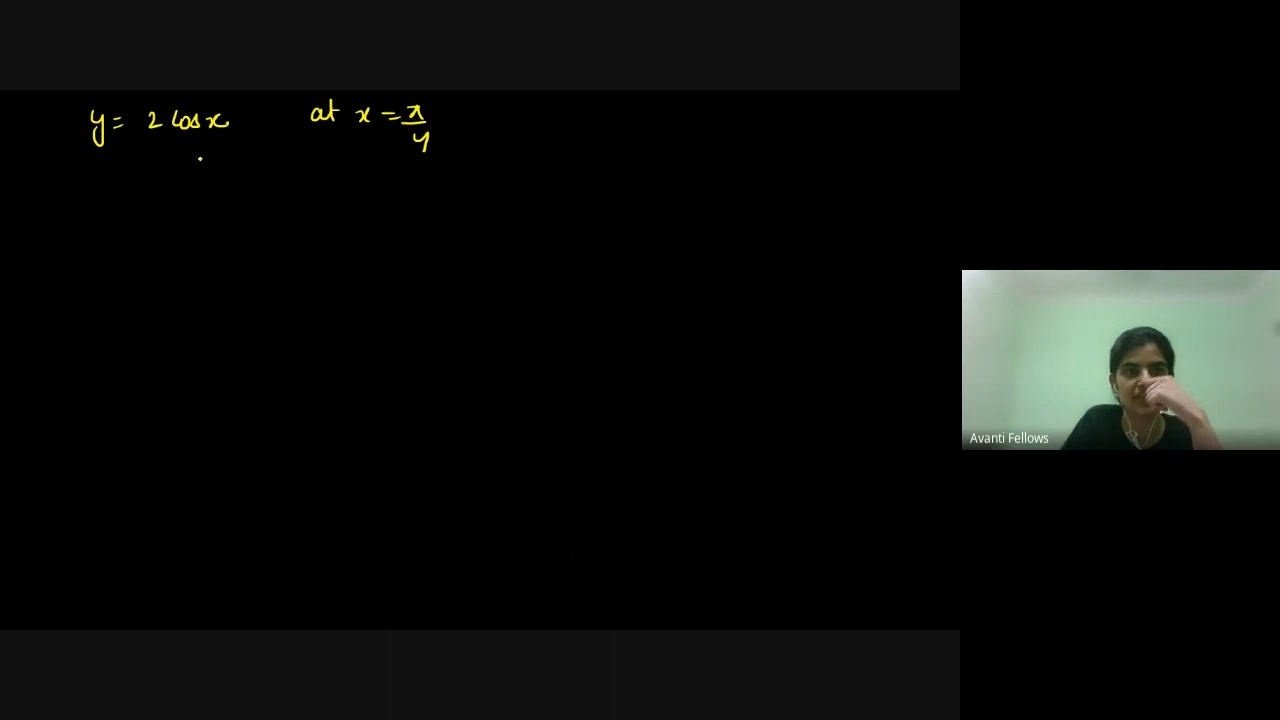 y = 2 cos x at x = π/4
Avanti Fellows